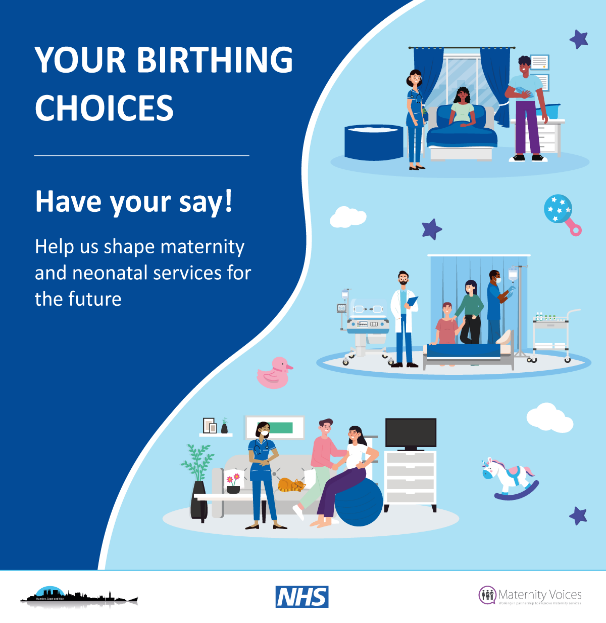 YOUR BIRTHING
CHOICES
Have your say!
Help us shape maternity
and neonatal services for
the future
NHS
Maternity Voices